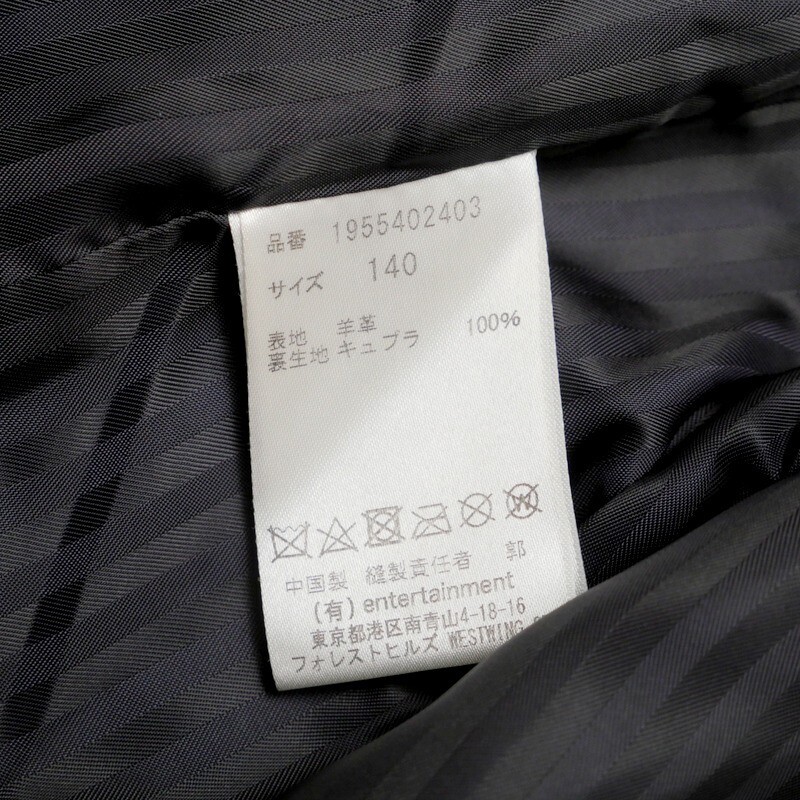 品番 1955402403
サイズ 140
表地 羊革
裏生地 キュプラ 100%
中国製 縫製責任者 郭
(有) entertainment
東京都港区南青山4-18-16
フォレストヒルズ WESTWING